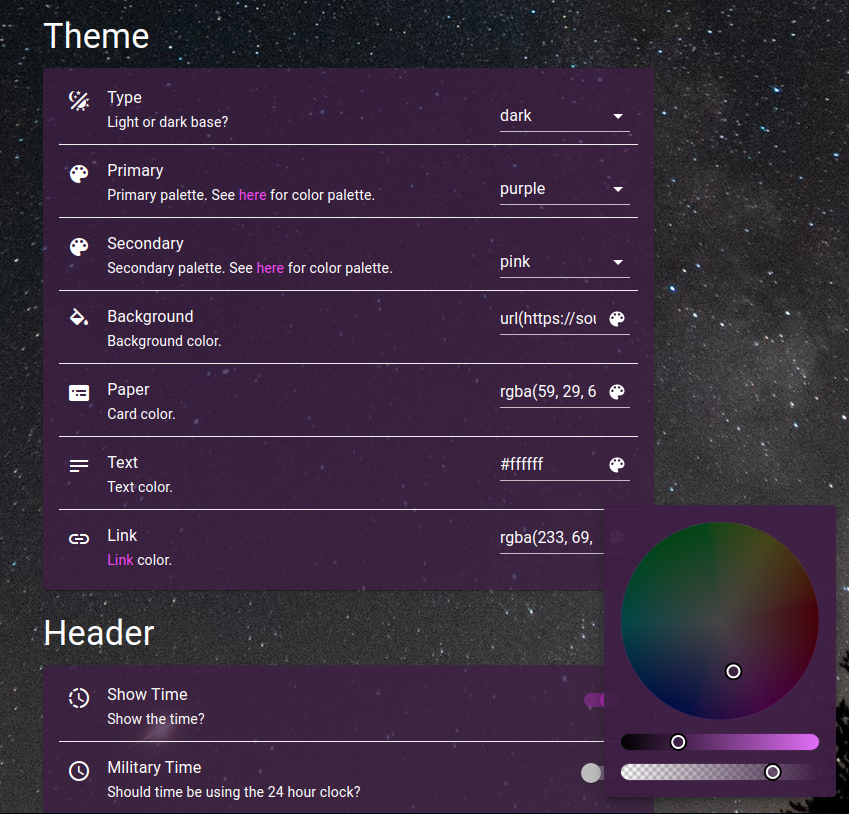 Theme
Type
Light or dark base?
dark
Primary
Primary palette. See here for color palette.
purple
Secondary
Secondary palette. See here for color palette.
pink
Background
Background color.
url(https://sou
Paper
Card color.
rgba(59, 29, 6
Text
Text color.
#ffffff
Link
Link color.
rgba(233, 69,
Header
Show Time
Show the time?
Military Time
Should time be using the 24 hour clock?